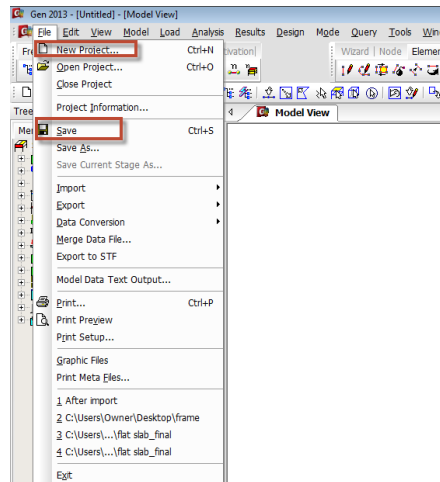 Gen 2013 - [Untitled] - [Model View]
File Edit View Model Load Analysis Results Design Mode Query Tools
New Project... Ctrl+N
Wizard Node
Open Project... Ctrl+O
Close Project
Project Information...
Tree
Model View
Save Ctrl+S
Save As...
Save Current Stage As...
Import
Export
Data Conversion
Merge Data File...
Export to STF
Model Data Text Output...
Print... Ctrl+P
Print Preview
Print Setup...
Graphic Files
Print Meta Files...
1 After import
2 C:\Users\Owner\Desktop\frame
3 C:\Users\...\flat slab_final
4 C:\Users\...\flat slab_final
Exit